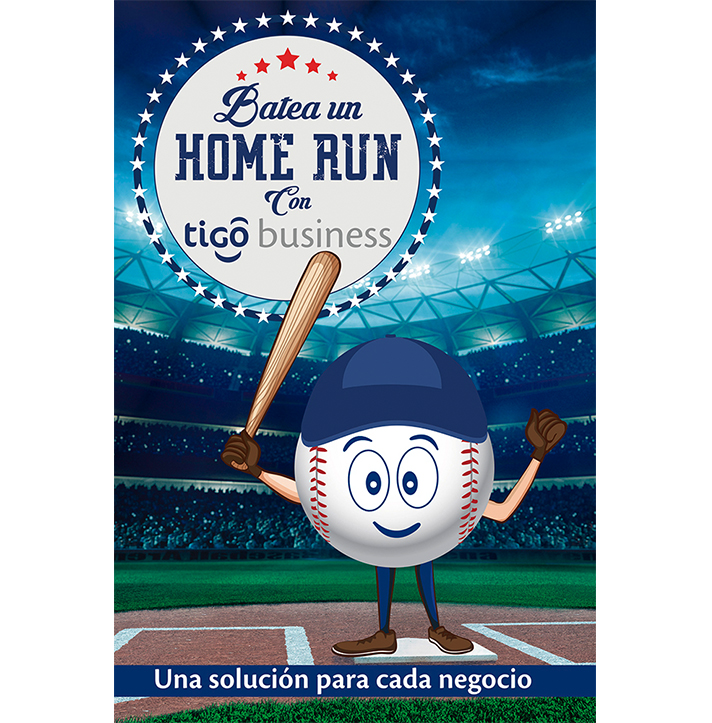 Batea un
HOME RUN
Con
tigo business
Una solución para cada negocio